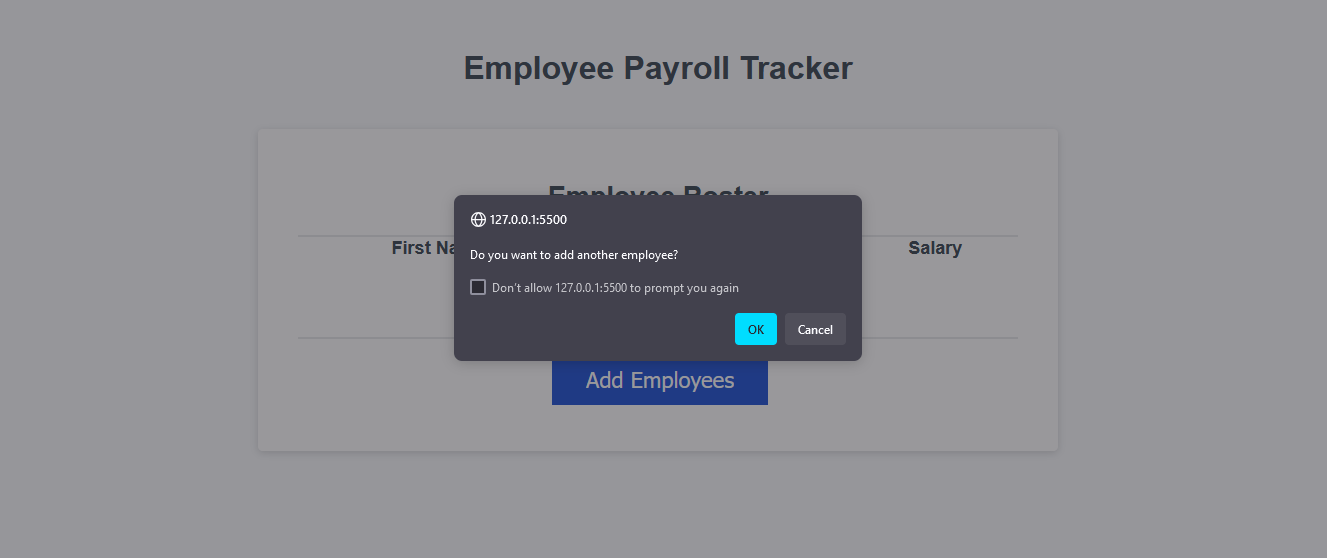 Employee Payroll Tracker
Employee Roster
127.0.0.1:5500
First Na
Do you want to add another employee?
Salary
Don't allow 127.0.0.1:5500 to prompt you again
OK
Cancel
Add Employees